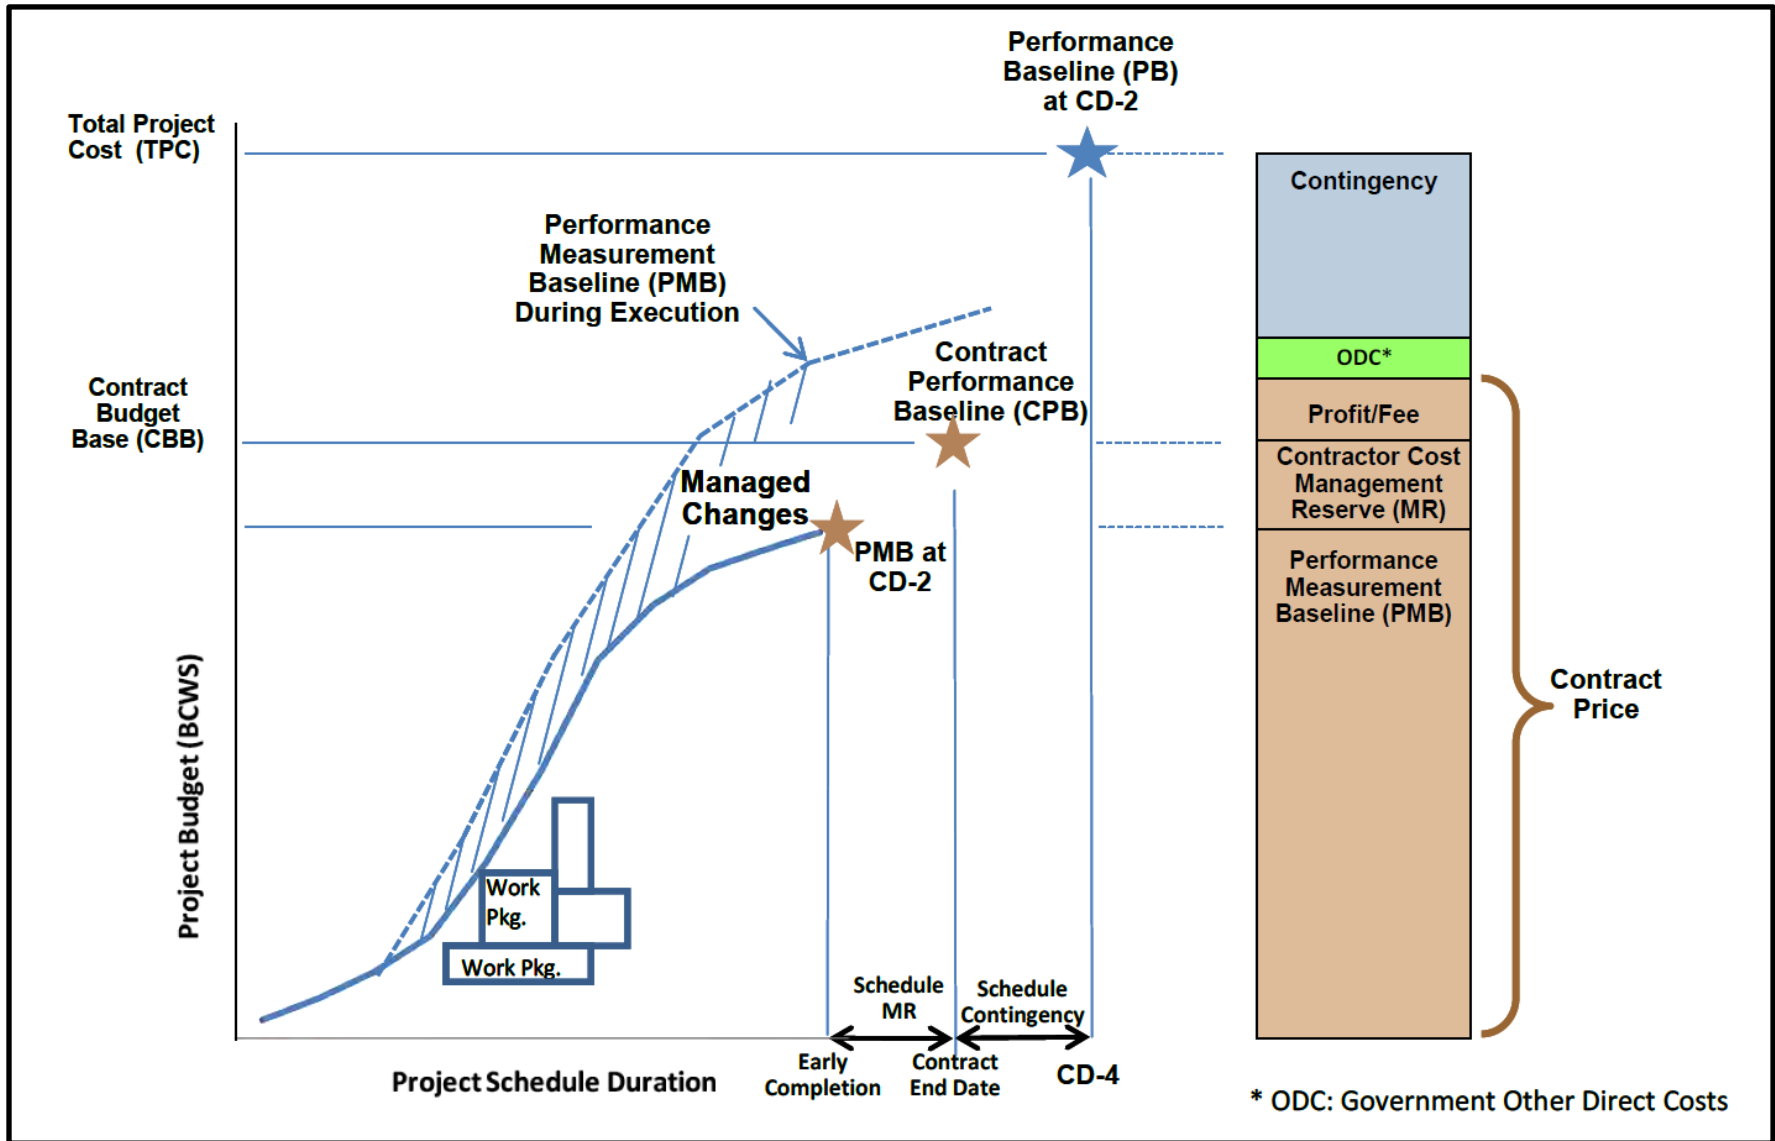 Performance
Baseline (PB)
at CD-2
Total Project
Cost (TPC)
Contingency
Performance
Measurement
Baseline (PMB)
During Execution
ODC*
Contract
Performance
Baseline (CPB)
Contract
Budget
Base (CBB)
Profit/Fee
Contractor Cost
Management
Reserve (MR)
Managed
Changes
PMB at
CD-2
Performance
Measurement
Baseline (PMB)
Contract
Price
Project Budget (BCWS)
Work
Pkg.
Work Pkg.
Schedule
MR
Schedule
Contingency
Early
Completion
Contract
End Date
CD-4
Project Schedule Duration
* ODC: Government Other Direct Costs